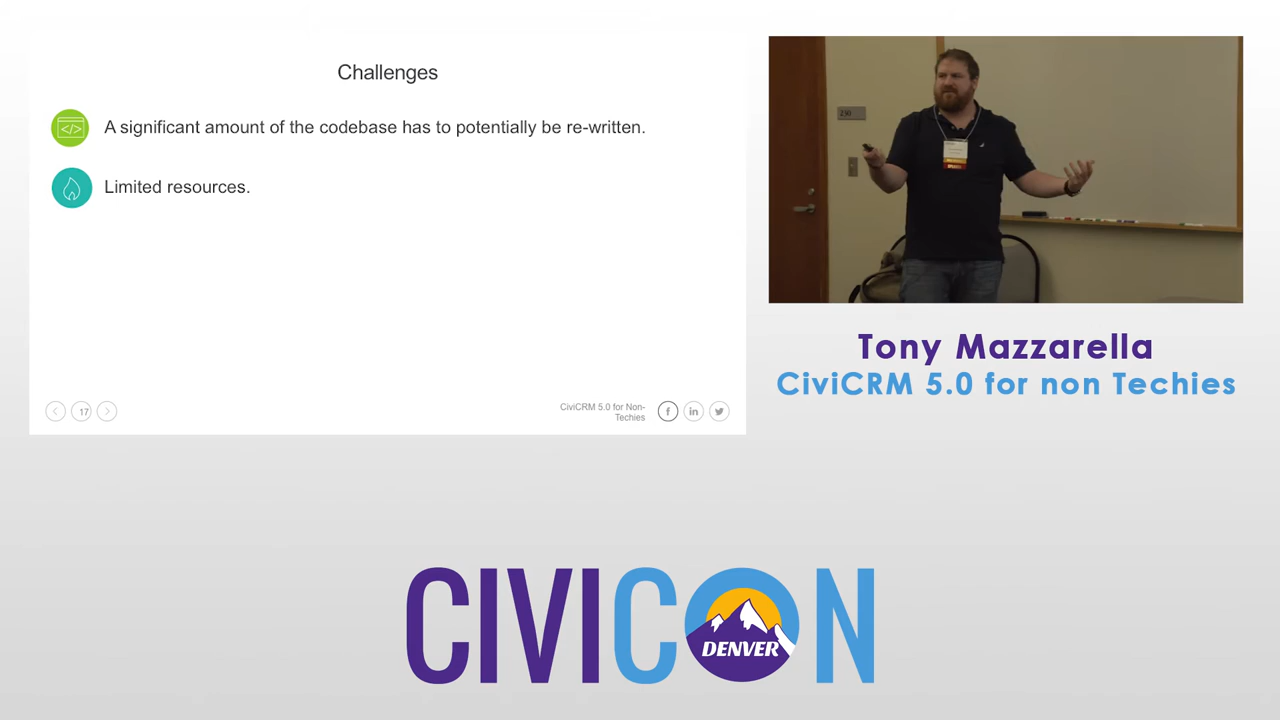 Challenges
A significant amount of the codebase has to potentially be re-written.
Limited resources.
17
CiviCRM 5.0 for Non-
Techies
230
Tony Mazzarella
CiviCRM 5.0 for non Techies
CIVICON
DENVER